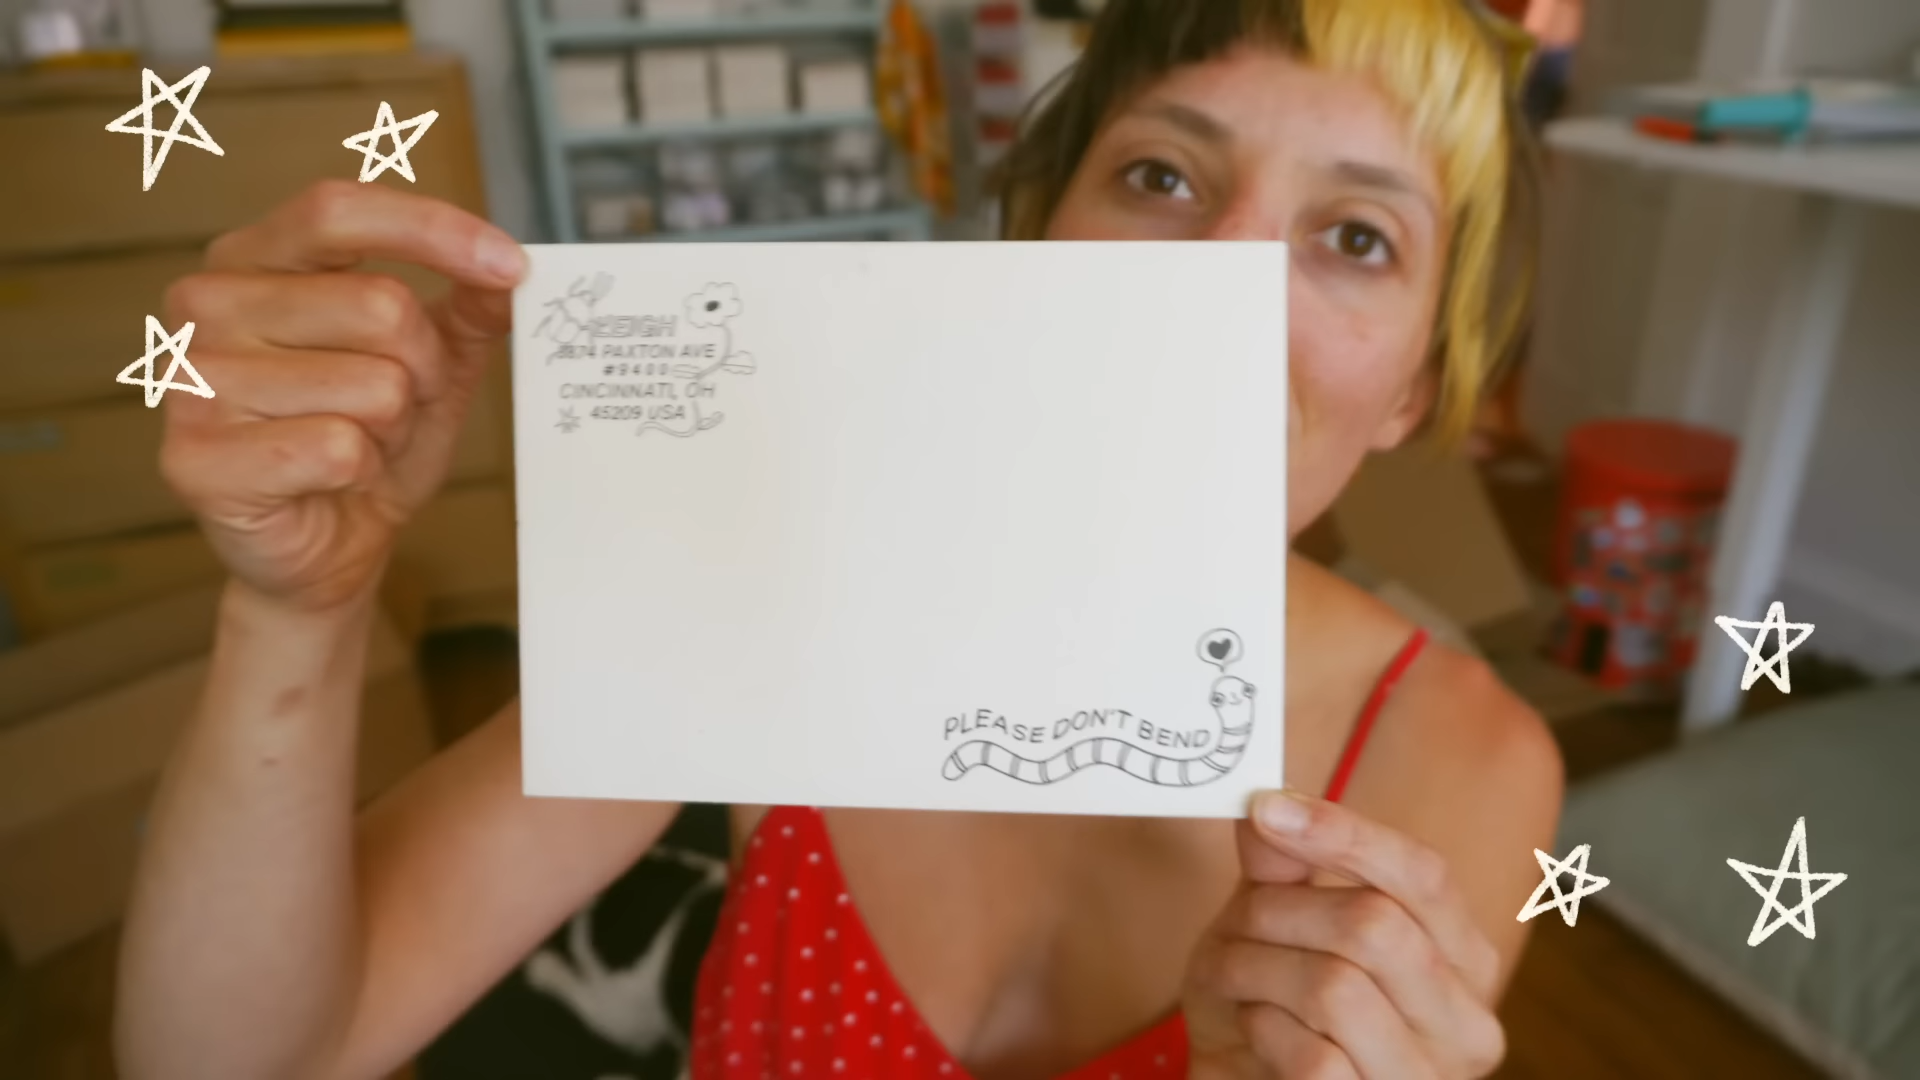 LEIGH
3874 PAXTON AVE
#9400
CINCINNATI, OH
45209 USA
PLEASE DON'T BEND